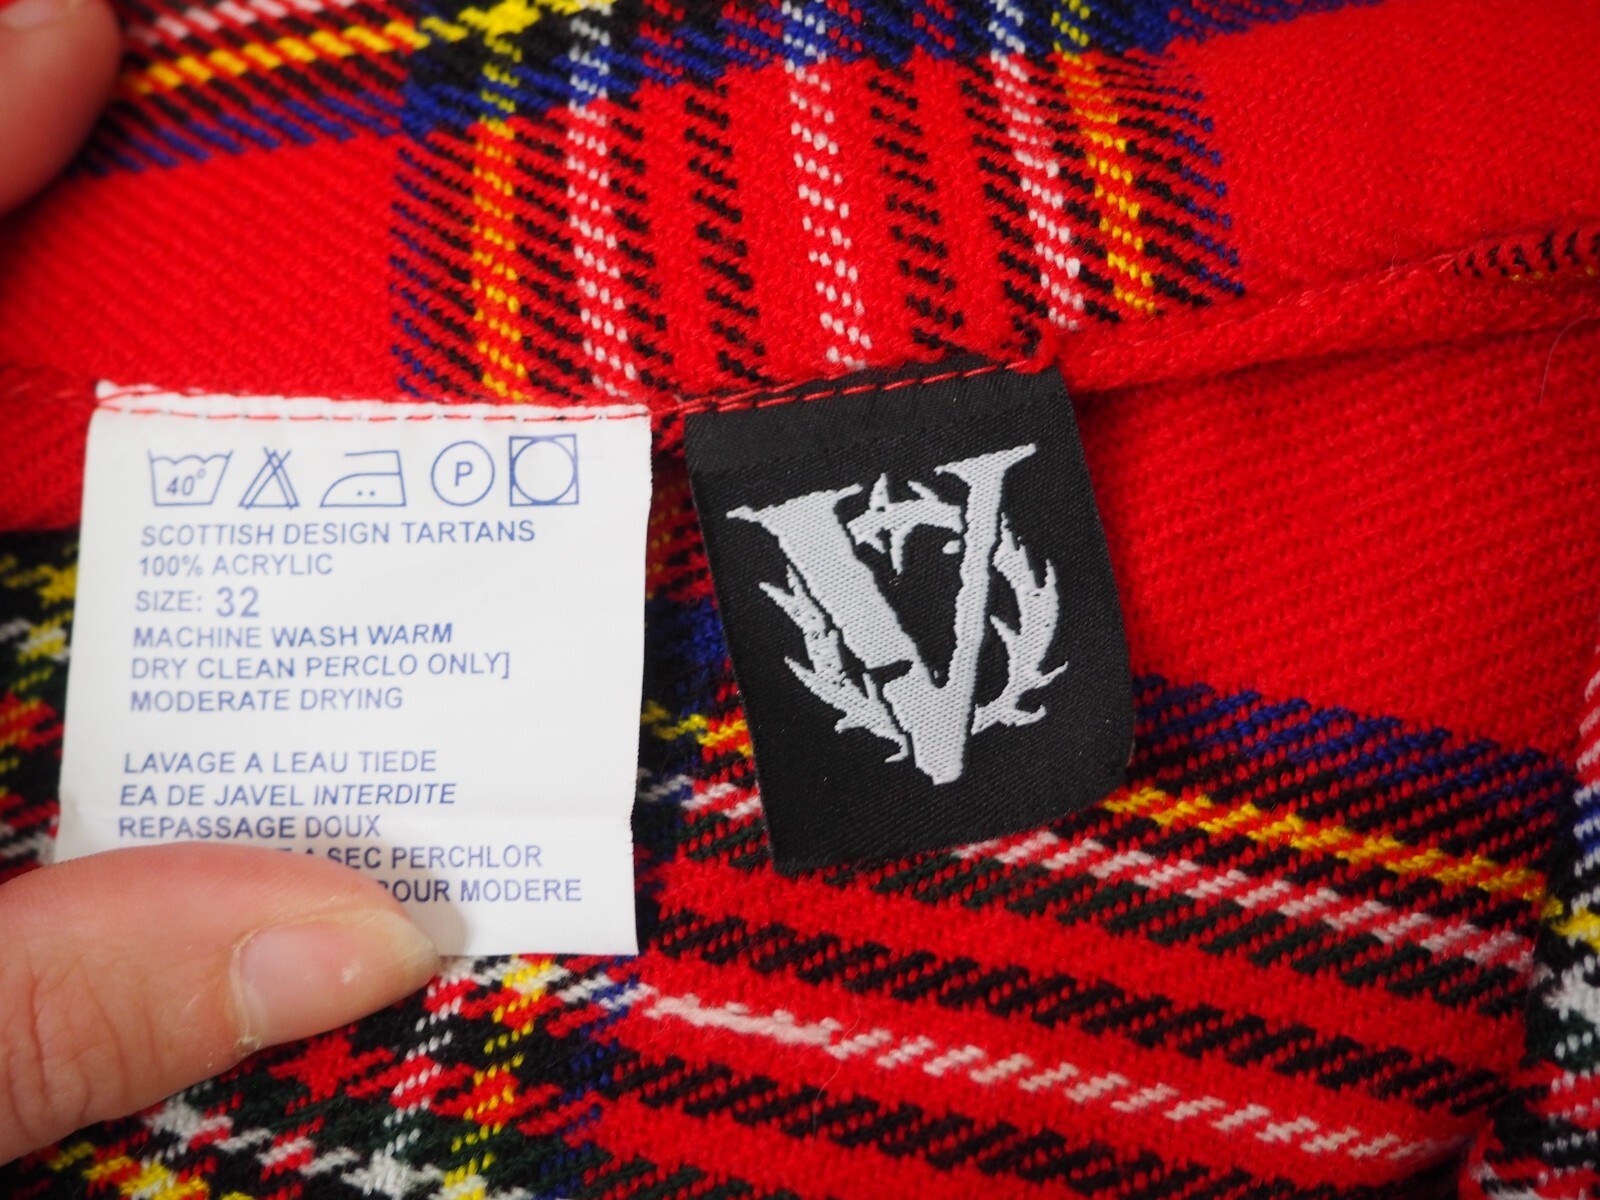 40°
P
SCOTTISH DESIGN TARTANS
100% ACRYLIC
SIZE: 32
MACHINE WASH WARM
DRY CLEAN PERCLO ONLY]
MODERATE DRYING
LAVAGE A LEAU TIEDE
EA DE JAVEL INTERDITE
REPASSAGE DOUX
A SEC PERCHLOR
OUR MODERE
V